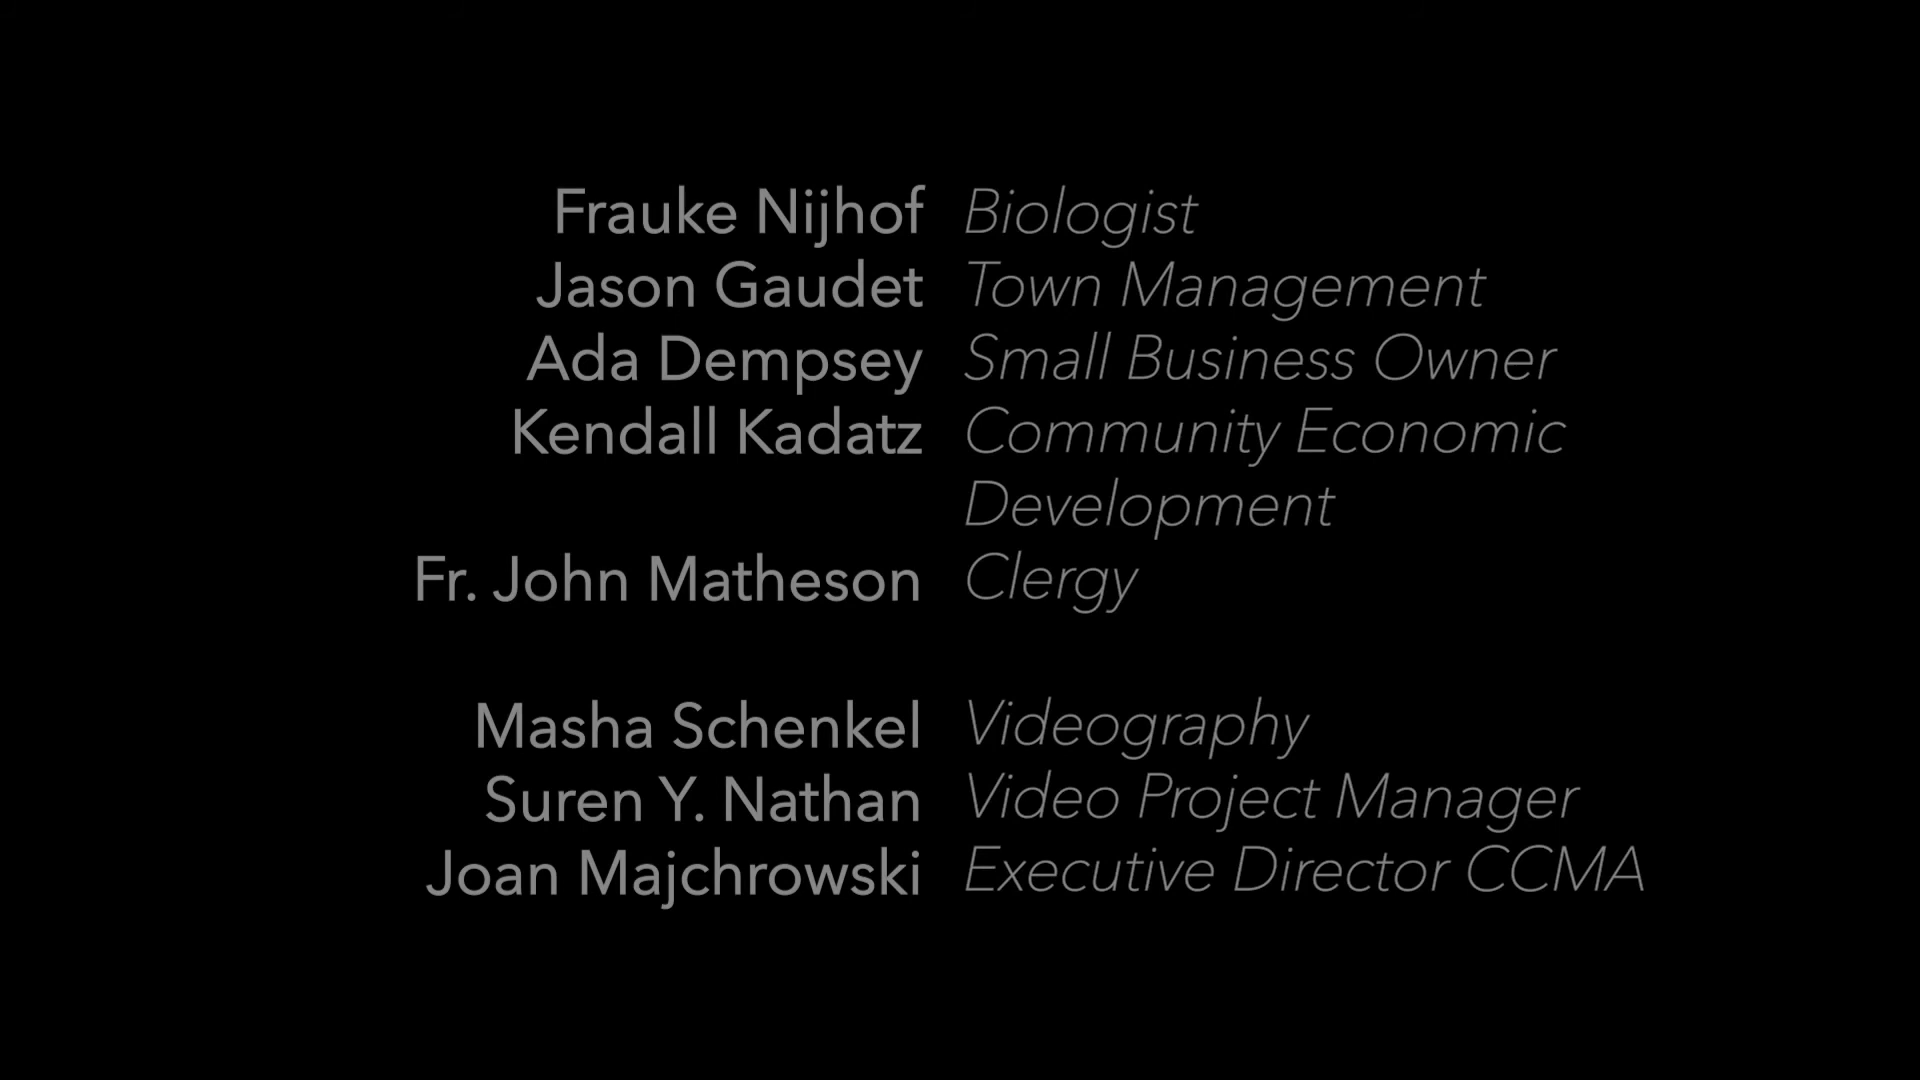 Frauke Nijhof Biologist
Jason Gaudet Town Management
Ada Dempsey Small Business Owner
Kendall Kadatz Community Economic
Development
Fr. John Matheson Clergy
Masha Schenkel Videography
Suren Y. Nathan Video Project Manager
Joan Majchrowski Executive Director CCMA